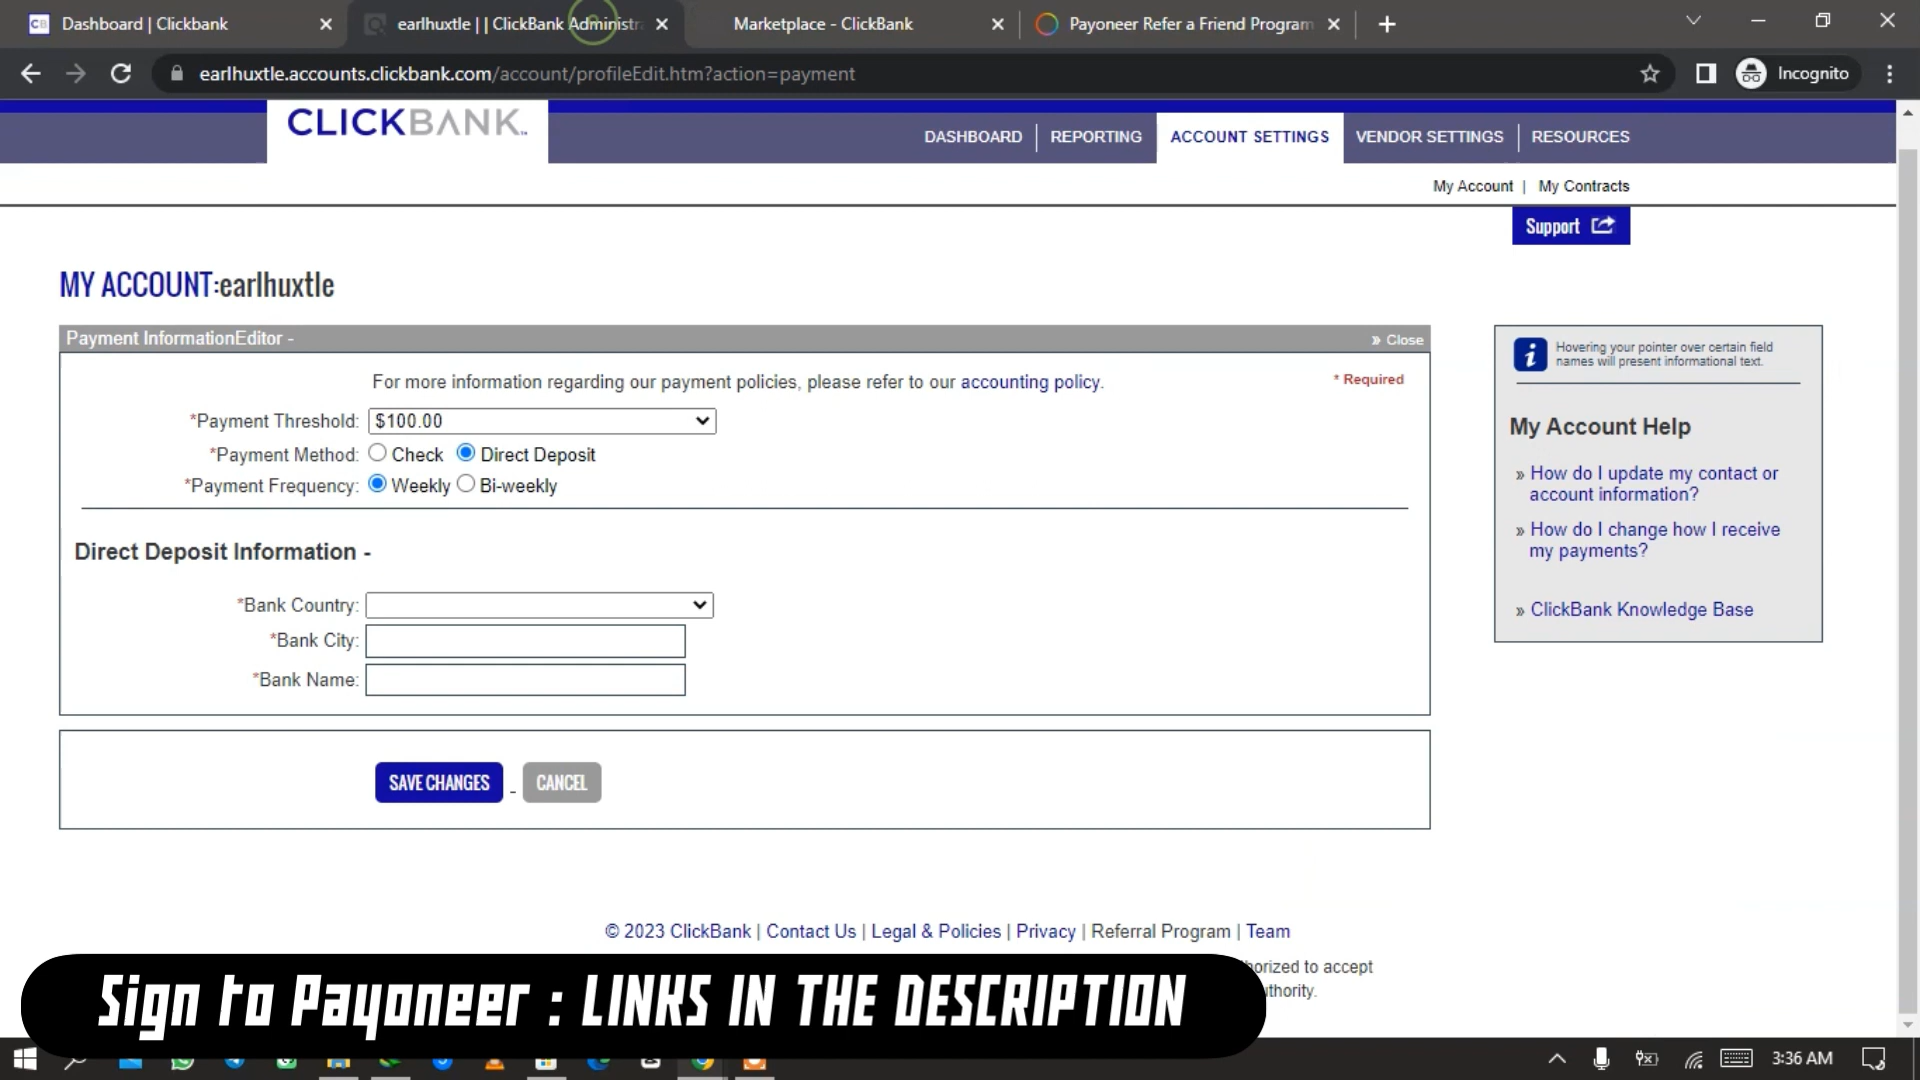 Dashboard | Clickbank
earlhuxtle | | ClickBank Administr
Marketplace - ClickBank
Payoneer Refer a Friend Program
earlhuxtle.accounts.clickbank.com/account/profileEdit.htm?action=payment
Incognito
CLICKBANK
DASHBOARD
REPORTING
ACCOUNT SETTINGS
VENDOR SETTINGS
RESOURCES
My Account | My Contracts
Support
MY ACCOUNT:earlhuxtle
Payment InformationEditor -
» Close
For more information regarding our payment policies, please refer to our accounting policy.
* Required
*Payment Threshold: $100.00
*Payment Method: Check Direct Deposit
*Payment Frequency: Weekly Bi-weekly
Direct Deposit Information -
*Bank Country:
*Bank City:
*Bank Name:
SAVE CHANGES - CANCEL
Hovering your pointer over certain field
names will present informational text.
My Account Help
» How do I update my contact or
account information?
» How do I change how I receive
my payments?
» ClickBank Knowledge Base
© 2023 ClickBank | Contact Us | Legal & Policies | Privacy | Referral Program | Team
to accept
Sign to Payoneer : LINKS IN THE DESCRIPTION
3:36 AM